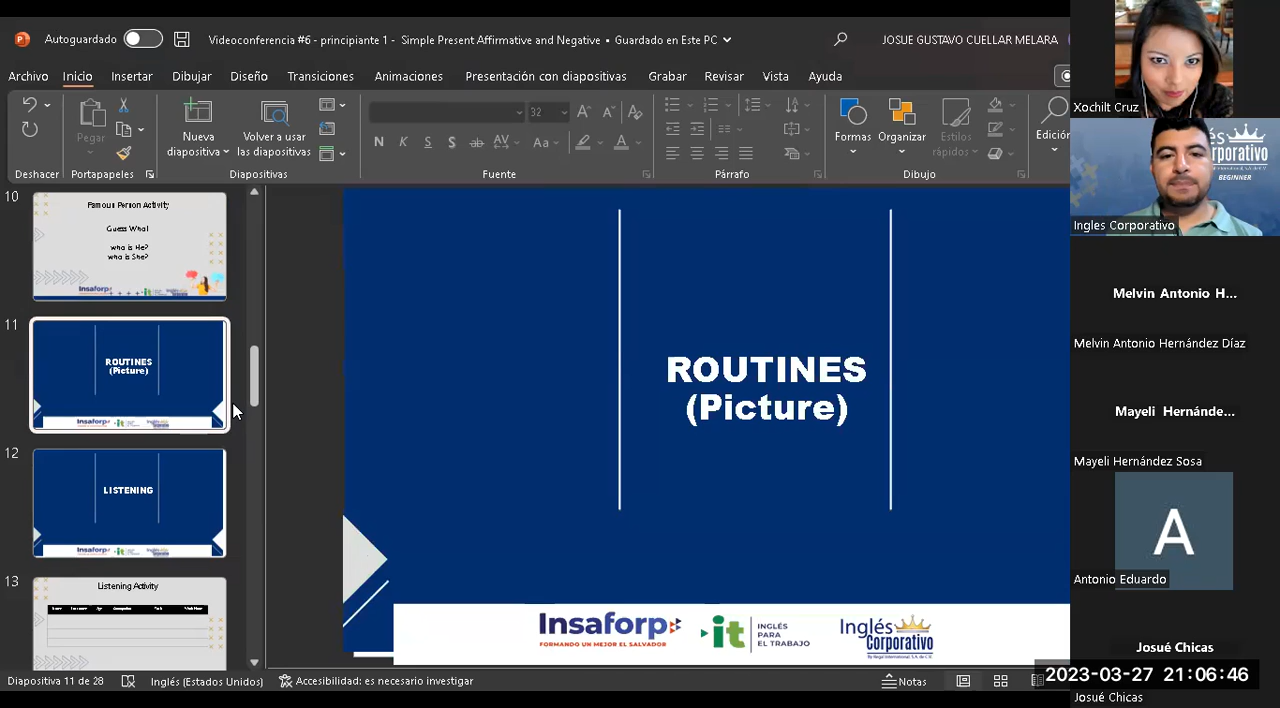 Autoguardado
Videoconferencia #6 - principiante 1 - Simple Present Affirmative and Negative • Guardado en Este PC
JOSUE GUSTAVO CUELLAR MELARA
Archivo Inicio Insertar Dibujar Diseño Transiciones Animaciones Presentación con diapositivas Grabar Revisar Vista Ayuda
Pegar
Nueva diapositiva
Volver a usar las diapositivas
32
N K S S ab AV Aa A
Formas
Organizar
Estilos rápidos
Edición
Deshacer Portapapeles Diapositivas Fuente Párrafo Dibujo
10
Famous Person Activity
Guess Who!
who is He?
who is She?
11
ROUTINES
(Picture)
12
LISTENING
13
Listening Activity
ROUTINES
(Picture)
Insaforp
FORMANDO UN MEJOR EL SALVADOR
it
INGLÉS
PARA
EL TRABAJO
Inglés
Corporativo
Diapositiva 11 de 28
Inglés (Estados Unidos)
Accesibilidad: es necesario investigar
Notas
Xochilt Cruz
BEGINNER
Ingles Corporativo
Melvin Antonio H...
Melvin Antonio Hernández Díaz
Mayeli Hernánde...
Mayeli Hernández Sosa
A
Antonio Eduardo
Josué Chicas
2023-03-27 21:06:46
Josué Chicas